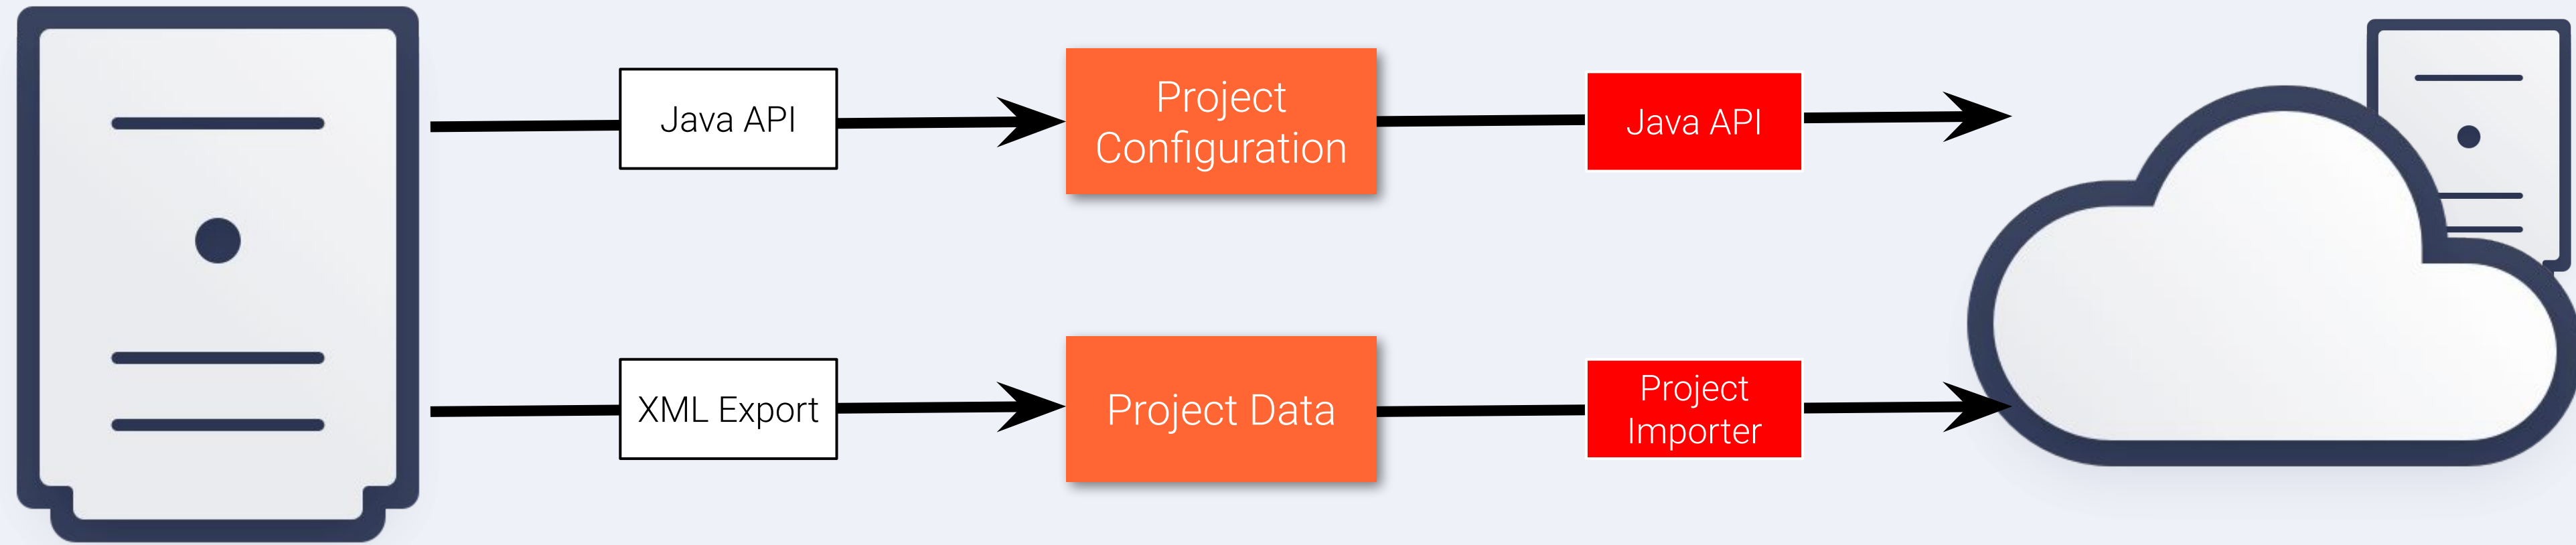 Java API
Project
Configuration
Java API
XML Export
Project Data
Project
Importer